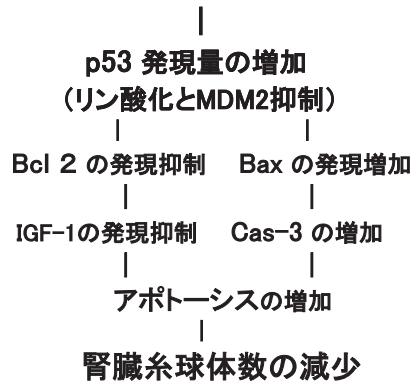 p53 発現量の増加
（リン酸化とMDM2抑制）
Bcl 2 の発現抑制 Bax の発現増加
IGF-1の発現抑制 Cas-3 の増加
アポトーシスの増加
腎臓糸球体数の減少